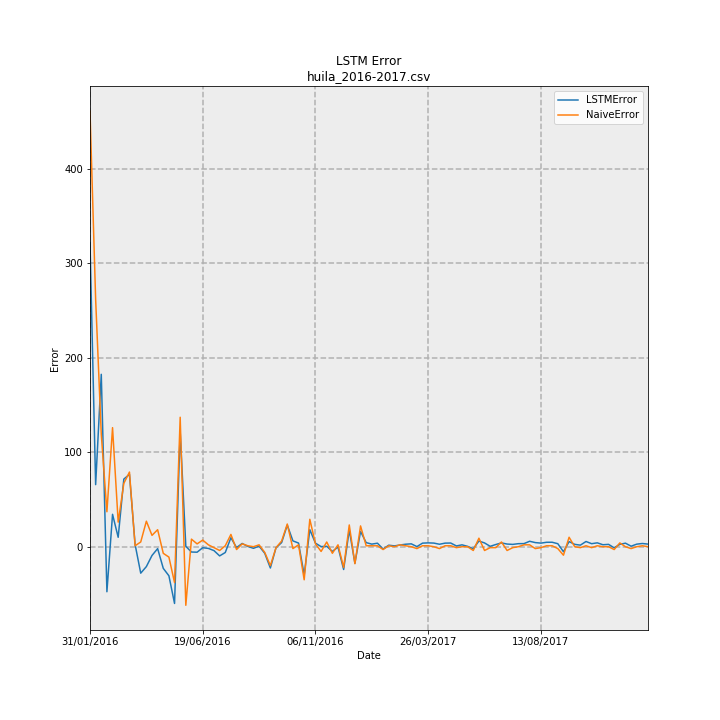 LSTM Error
huila_2016-2017.csv
LSTMError
NaiveError
400
300
200
100
0
Error
31/01/2016
19/06/2016
06/11/2016
26/03/2017
13/08/2017
Date